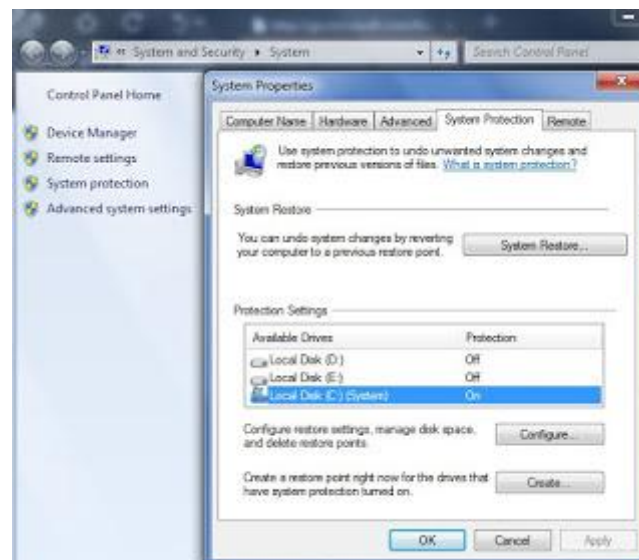 System and Security
System
Search Control Panel
Control Panel Home
Device Manager
Remote settings
System protection
Advanced system settings
System Properties
Computer Name
Hardware
Advanced
System Protection
Remote
Use system protection to undo unwanted system changes and
restore previous versions of files. What is system protection?
System Restore
You can undo system changes by reverting
your computer to a previous restore point.
System Restore...
Protection Settings
Available Drives Protection
Local Disk (D:) Off
Local Disk (E:) Off
Local Disk (C:) (System) On
Configure restore settings, manage disk space,
and delete restore points.
Configure...
Create a restore point right now for the drives that
have system protection turned on.
Create...
OK
Cancel
Apply